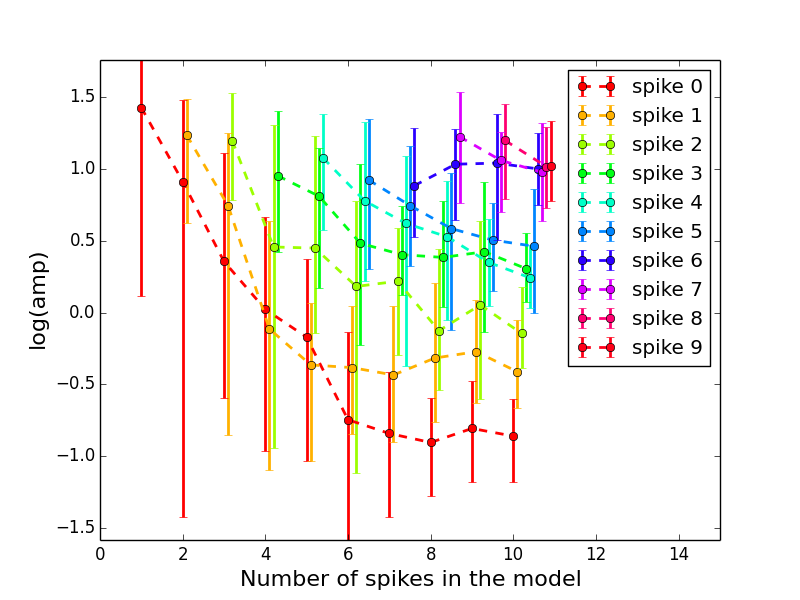 1.5
1.0
0.5
0.0
−0.5
−1.0
−1.5
log(amp)
0 2 4 6 8 10 12 14
Number of spikes in the model
spike 0
spike 1
spike 2
spike 3
spike 4
spike 5
spike 6
spike 7
spike 8
spike 9